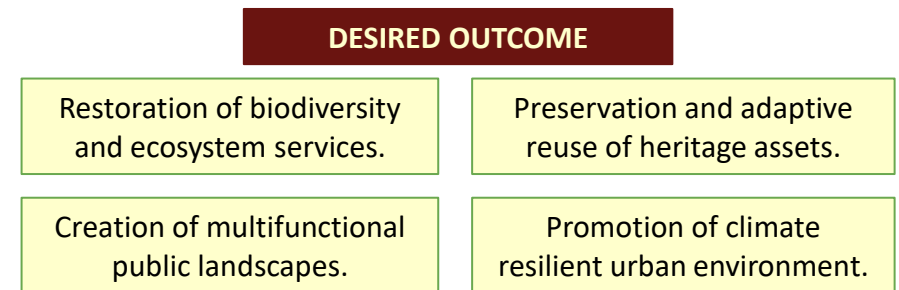 DESIRED OUTCOME
Restoration of biodiversity
and ecosystem services.
Preservation and adaptive
reuse of heritage assets.
Creation of multifunctional
public landscapes.
Promotion of climate
resilient urban environment.